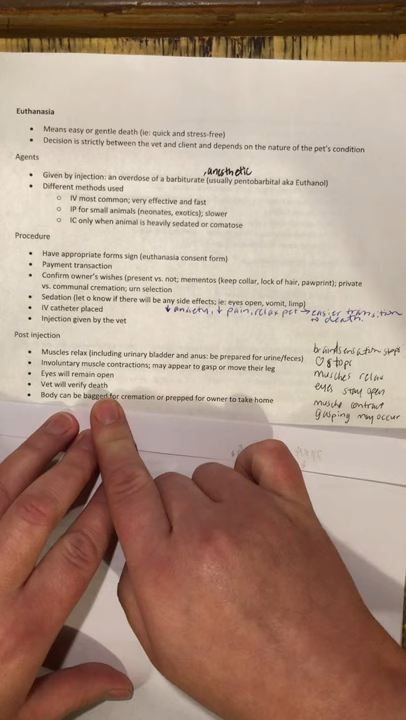 Euthanasia
• Means easy or gentle death (ie: quick and stress-free)
• Decision is strictly between the vet and client and depends on the nature of the pet's condition
Agents
, anesthetic
• Given by injection: an overdose of a barbiturate (usually pentobarbital aka Euthanol)
• Different methods used
o IV most common; very effective and fast
o IP for small animals (neonates, exotics); slower
o IC only when animal is heavily sedated or comatose
Procedure
• Have appropriate forms sign (euthanasia consent form)
• Payment transaction
• Confirm owner's wishes (present vs. not; mementos (keep collar, lock of hair, pawprint); private
vs. communal cremation; urn selection
• Sedation (let o know if there will be any side effects; ie: eyes open, vomit, limp)
• IV catheter placed ↓ anxiety, ↓ pain, relax pet → easier transition
to death.
• Injection given by the vet
Post injection
• Muscles relax (including urinary bladder and anus: be prepared for urine/feces)
• Involuntary muscle contractions; may appear to gasp or move their leg
• Eyes will remain open
• Vet will verify death
• Body can be bagged for cremation or prepped for owner to take home
stops
♡ stops
muscles relax
eyes stay open
muscle contract
gasping may occur